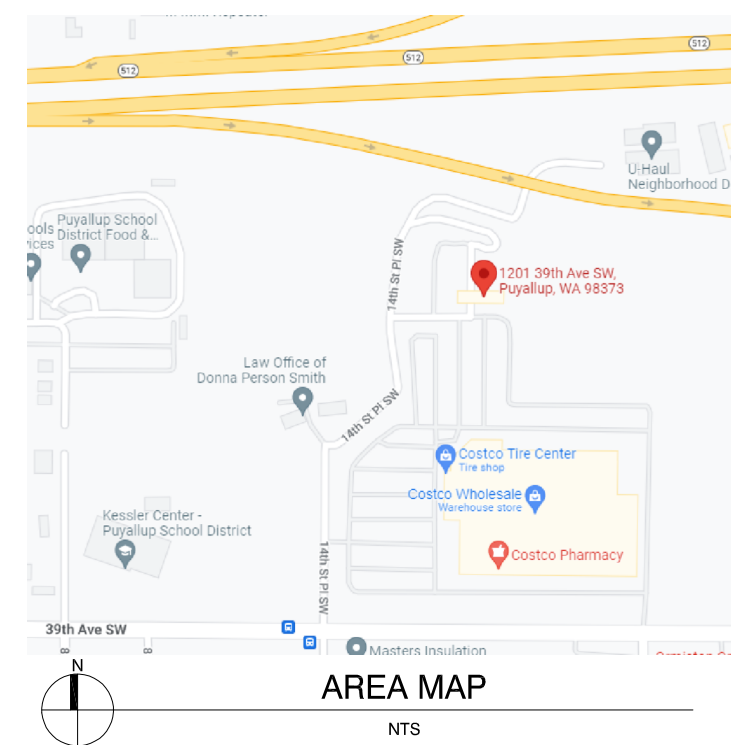 512
512
512
U-Haul
Neighborhood D
Puyallup School
ools
District Food &...
ices
14th St Pl SW
1201 39th Ave SW,
Puyallup, WA 98373
Law Office of
Donna Person Smith
14th St Pl SW
Costco Tire Center
Tire shop
Costco Wholesale
Warehouse store
Kessler Center -
Puyallup School District
Costco Pharmacy
14th St Pl SW
39th Ave SW
Masters Insulation
N
AREA MAP
NTS